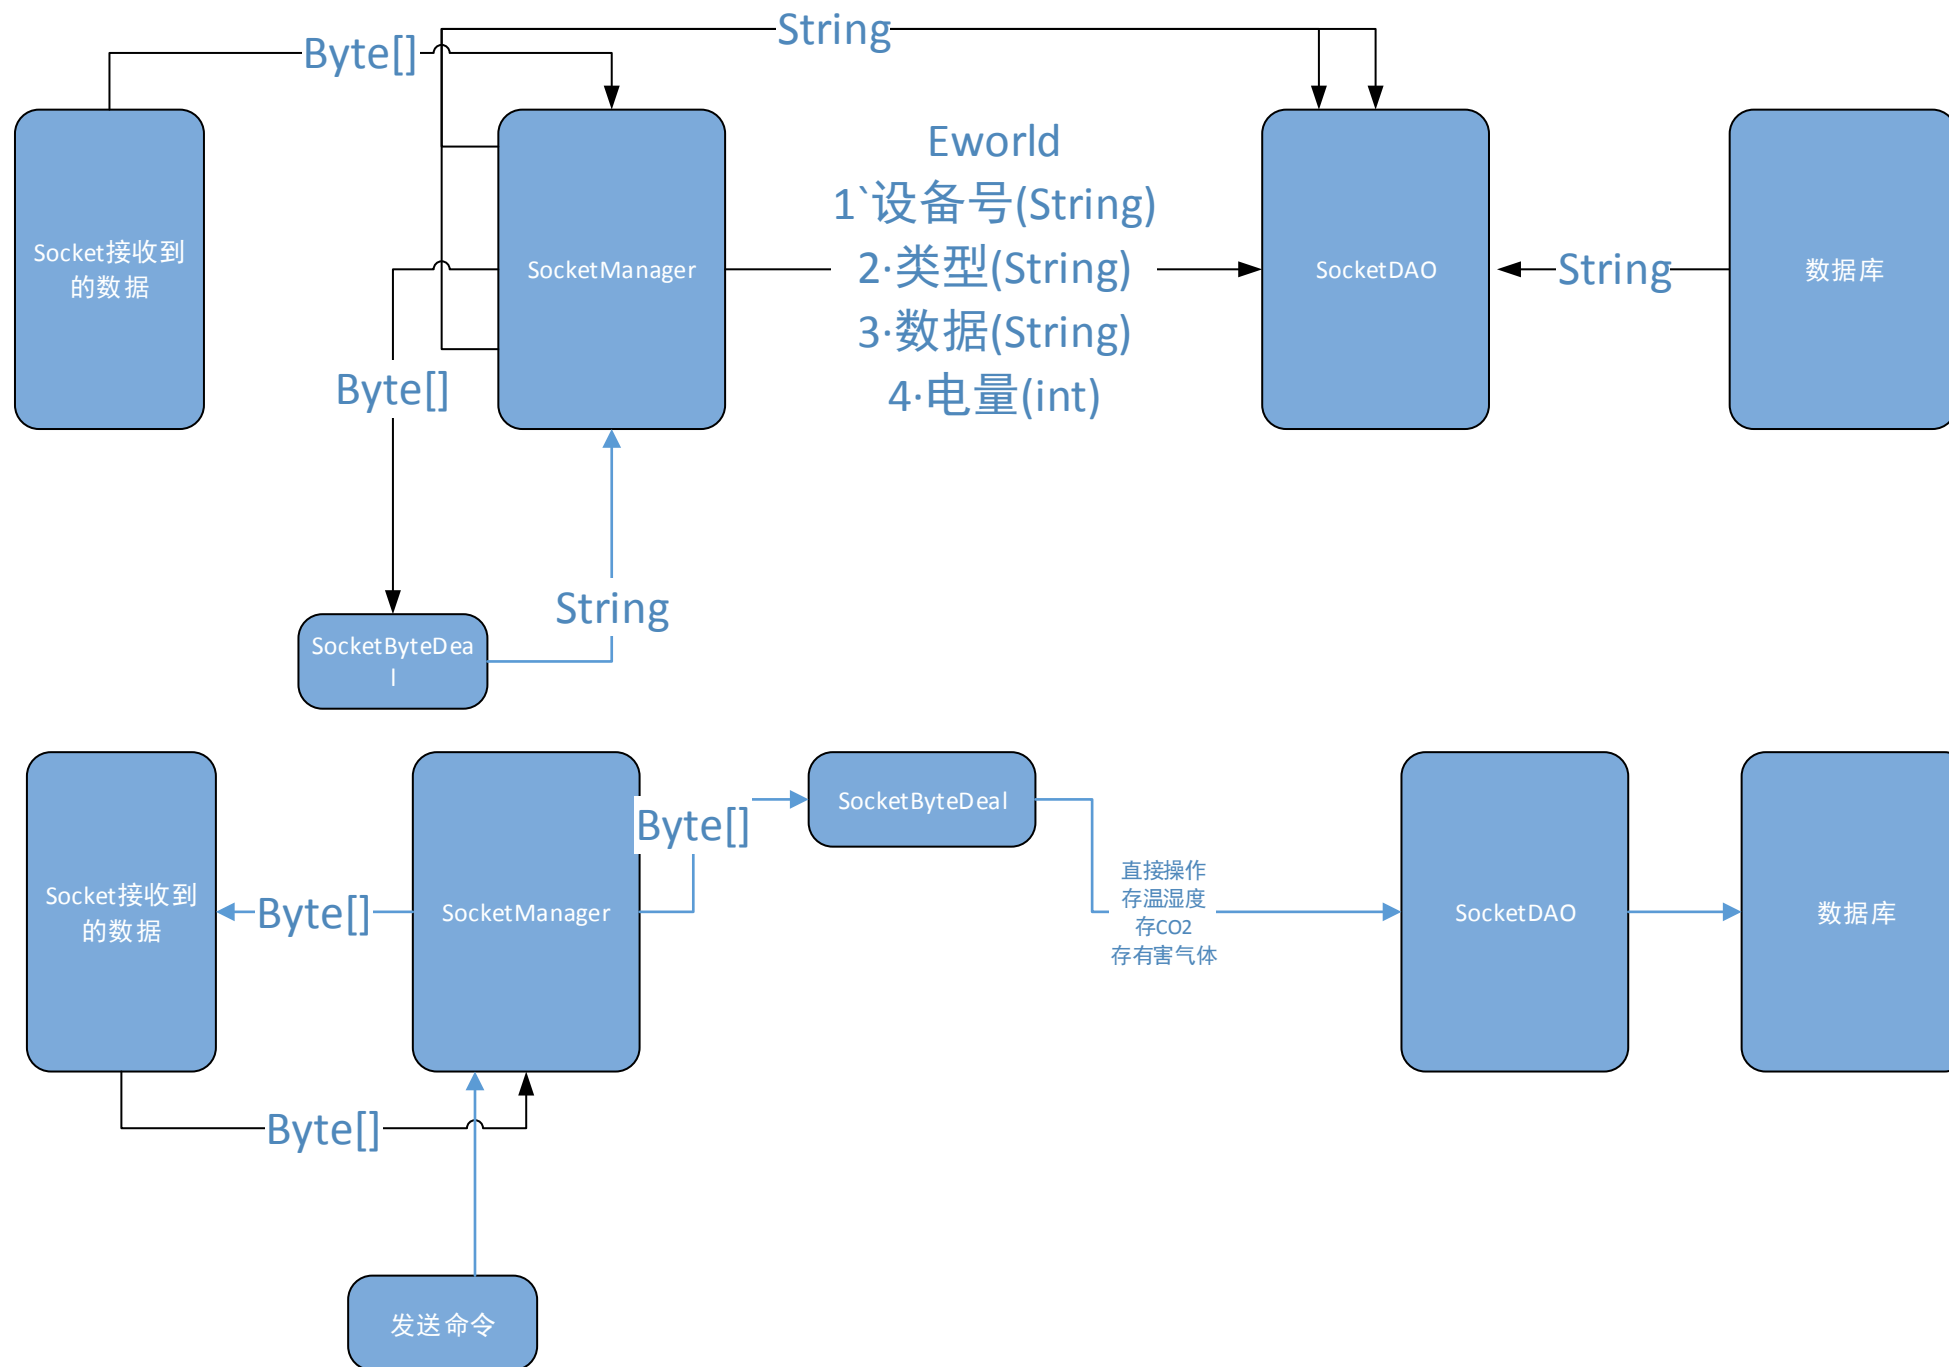 String
Byte[]
Eworld
1`设备号(String)
2·类型(String)
3·数据(String)
4·电量(int)
Socket接收到
的数据
SocketManager
SocketDAO
String
数据库
Byte[]
String
SocketByteDea
l
SocketByteDeal
Byte[]
直接操作
存温湿度
存CO2
存有害气体
Socket接收到
的数据
Byte[]
SocketManager
SocketDAO
数据库
Byte[]
发送命令